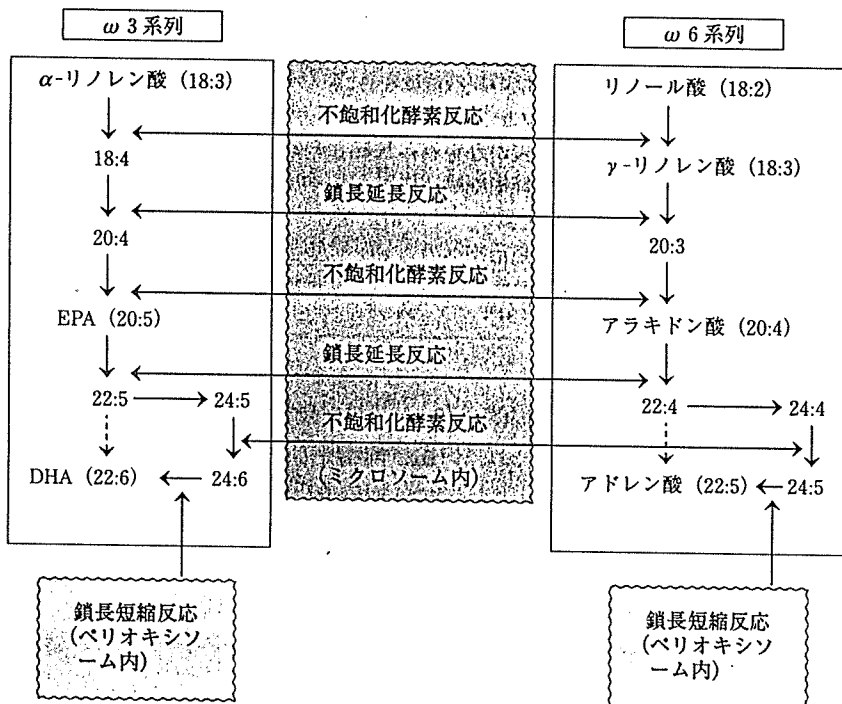 ω3系列
ω6系列
α-リノレン酸 (18:3)
18:4
20:4
EPA (20:5)
22:5
24:5
DHA (22:6)
24:6
不飽和化酵素反応
鎖長延長反応
不飽和化酵素反応
鎖長延長反応
不飽和化酵素反応
(ミクロソーム内)
リノール酸 (18:2)
γ-リノレン酸 (18:3)
20:3
アラキドン酸 (20:4)
22:4
24:4
アドレン酸 (22:5)
24:5
鎖長短縮反応
(ペリオキシソ
ーム内)
鎖長短縮反応
(ペリオキシソ
ーム内)